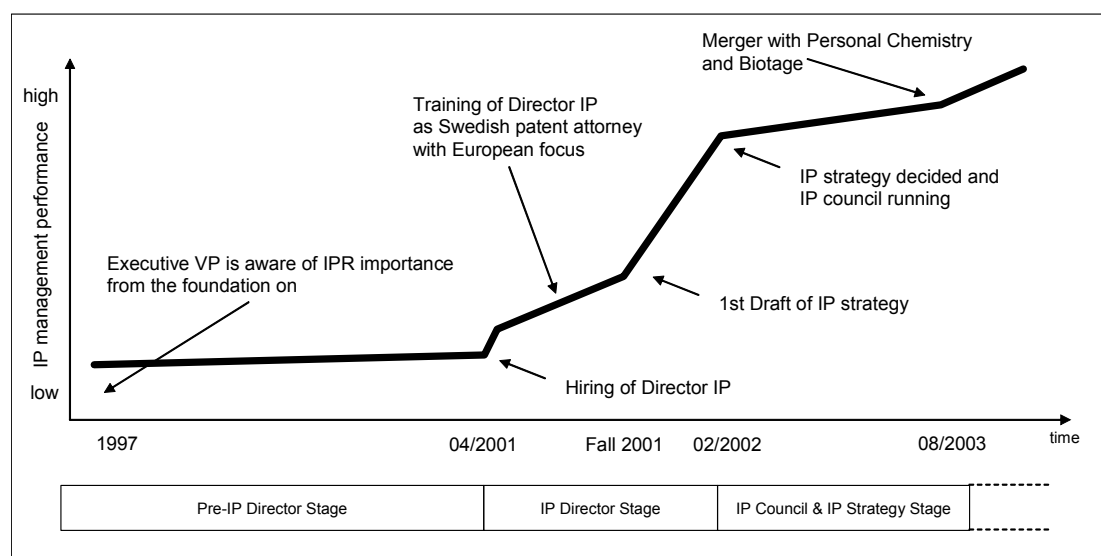 Merger with Personal Chemistry
and Biotage
high
Training of Director IP
as Swedish patent attorney
with European focus
IP management performance
IP strategy decided and
IP council running
Executive VP is aware of IPR importance
from the foundation on
1st Draft of IP strategy
Hiring of Director IP
low
1997
04/2001
Fall 2001
02/2002
08/2003
time
Pre-IP Director Stage
IP Director Stage
IP Council & IP Strategy Stage